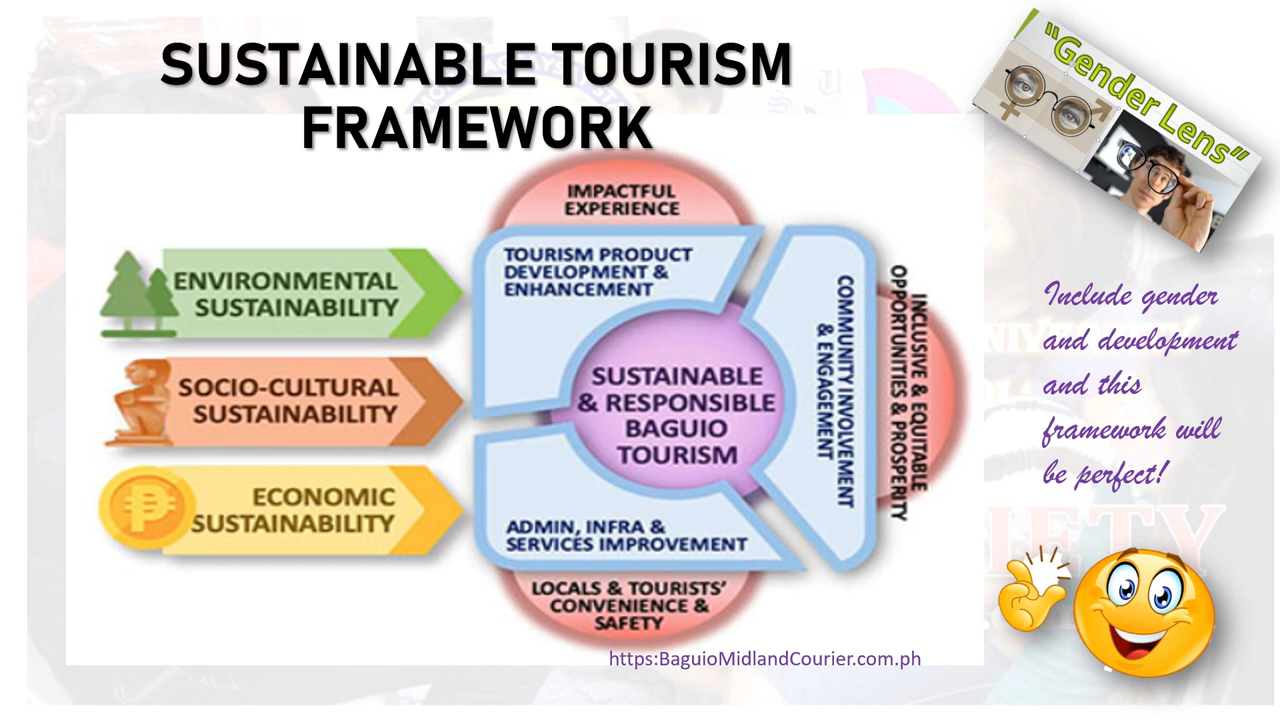 SUSTAINABLE TOURISM
FRAMEWORK
"Gender Lens"
IMPACTFUL
EXPERIENCE
ENVIRONMENTAL
SUSTAINABILITY
SOCIO-CULTURAL
SUSTAINABILITY
ECONOMIC
SUSTAINABILITY
TOURISM PRODUCT
DEVELOPMENT &
ENHANCEMENT
COMMUNITY INVOLVEMENT
& ENGAGEMENT
INCLUSIVE & EQUITABLE
OPPORTUNITIES & PROSPERITY
SUSTAINABLE
& RESPONSIBLE
BAGUIO
TOURISM
ADMIN, INFRA &
SERVICES IMPROVEMENT
LOCALS & TOURISTS'
CONVENIENCE &
SAFETY
https:BaguioMidlandCourier.com.ph
Include gender
and development
and this
framework will
be perfect!